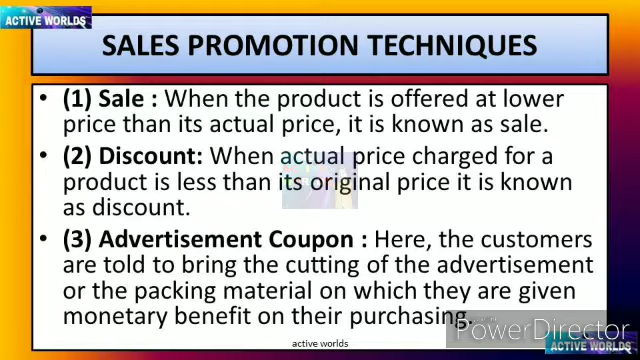 ACTIVE WORLDS
SALES PROMOTION TECHNIQUES
• (1) Sale : When the product is offered at lower
price than its actual price, it is known as sale.
• (2) Discount: When actual price charged for a
product is less than its original price it is known
as discount.
• (3) Advertisement Coupon : Here, the customers
are told to bring the cutting of the advertisement
or the packing material on which they are given
monetary benefit on their purchasing.
PowerDirector
active worlds
ACTIVE WORLDS